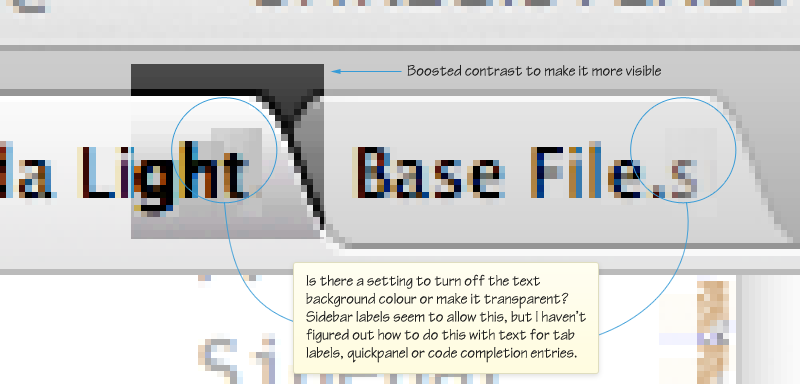 Boosted contrast to make it more visible
da Light
Base File.s
Is there a setting to turn off the text
background colour or make it transparent?
Sidebar labels seem to allow this, but I haven't
figured out how to do this with text for tab
labels, quickpanel or code completion entries.